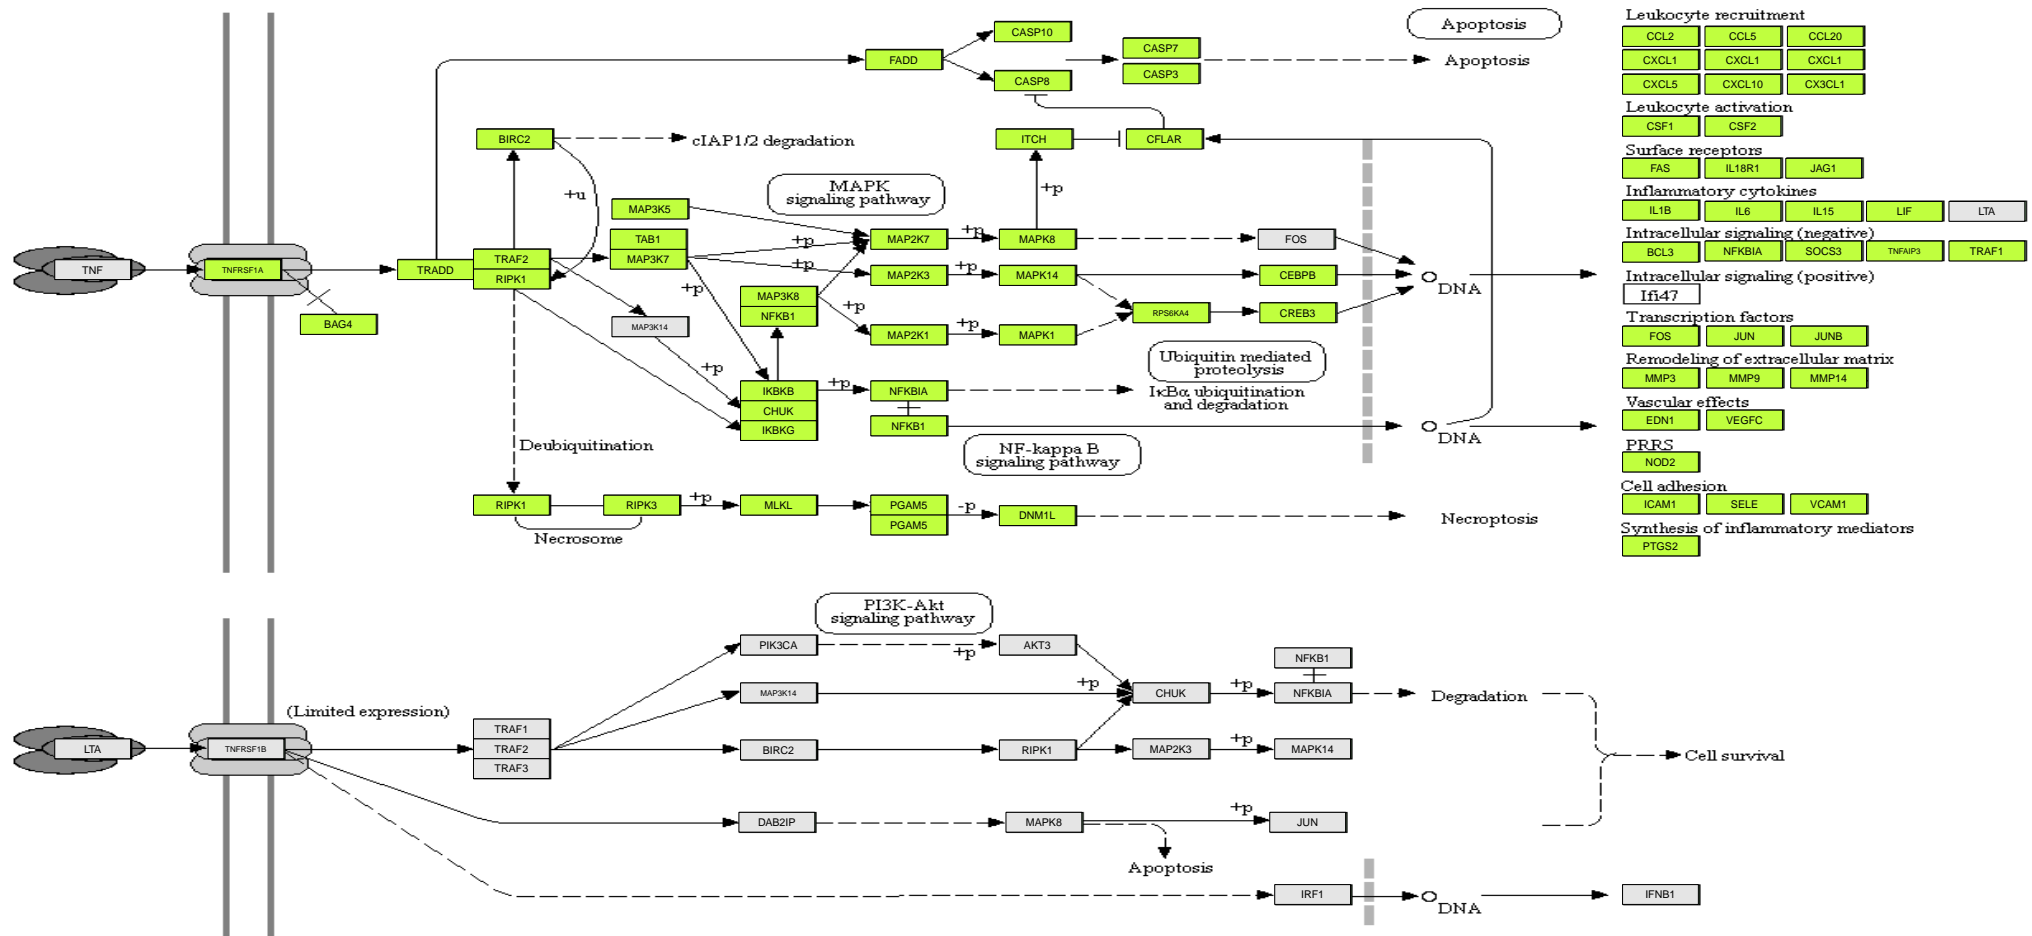 Apoptosis
Leukocyte recruitment
CCL2 CCL5 CCL20
CXCL1 CXCL1 CXCL1
CXCL5 CXCL10 CX3CL1
Leukocyte activation
CSF1 CSF2
Surface receptors
FAS IL18R1 JAG1
Inflammatory cytokines
IL1B IL6 IL15 LIF LTA
Intracellular signaling (negative)
BCL3 NFKBIA SOCS3 TNFAIP3 TRAF1
Intracellular signaling (positive)
Ifi47
Transcription factors
FOS JUN JUNB
Remodeling of extracellular matrix
MMP3 MMP9 MMP14
Vascular effects
EDN1 VEGFC
PRRS
NOD2
Cell adhesion
ICAM1 SELE VCAM1
Synthesis of inflammatory mediators
PTGS2
CASP10
FADD
CASP8
CASP7
CASP3
Apoptosis
BIRC2
cIAP1/2 degradation
ITCH
CFLAR
+u
+p
MAPK
signaling pathway
MAP3K5
TAB1
MAP3K7
+p
+p
+p
MAP2K7
+p
MAPK8
FOS
TNF
TNFRSF1A
BAG4
TRADD
TRAF2
RIPK1
MAP2K3
+p
MAPK14
CEBPB
DNA
MAP3K14
MAP3K8
NFKB1
+p
MAP2K1
+p
MAPK1
RPS6KA4
CREB3
+p
Ubiquitin mediated
proteolysis
IKBKB
CHUK
IKBKG
+p
NFKBIA
NFKB1
IκBα ubiquitination
and degradation
DNA
NF-kappa B
signaling pathway
Deubiquitination
RIPK1
RIPK3
+p
MLKL
PGAM5
PGAM5
-p
DNM1L
Necroptosis
Necrosome
PI3K-Akt
signaling pathway
PIK3CA
+p
AKT3
MAP3K14
+p
CHUK
+p
NFKB1
NFKBIA
Degradation
(Limited expression)
LTA
TNFRSF1B
TRAF1
TRAF2
TRAF3
BIRC2
RIPK1
MAP2K3
+p
MAPK14
Cell survival
DAB2IP
MAPK8
+p
JUN
Apoptosis
IRF1
DNA
IFNB1